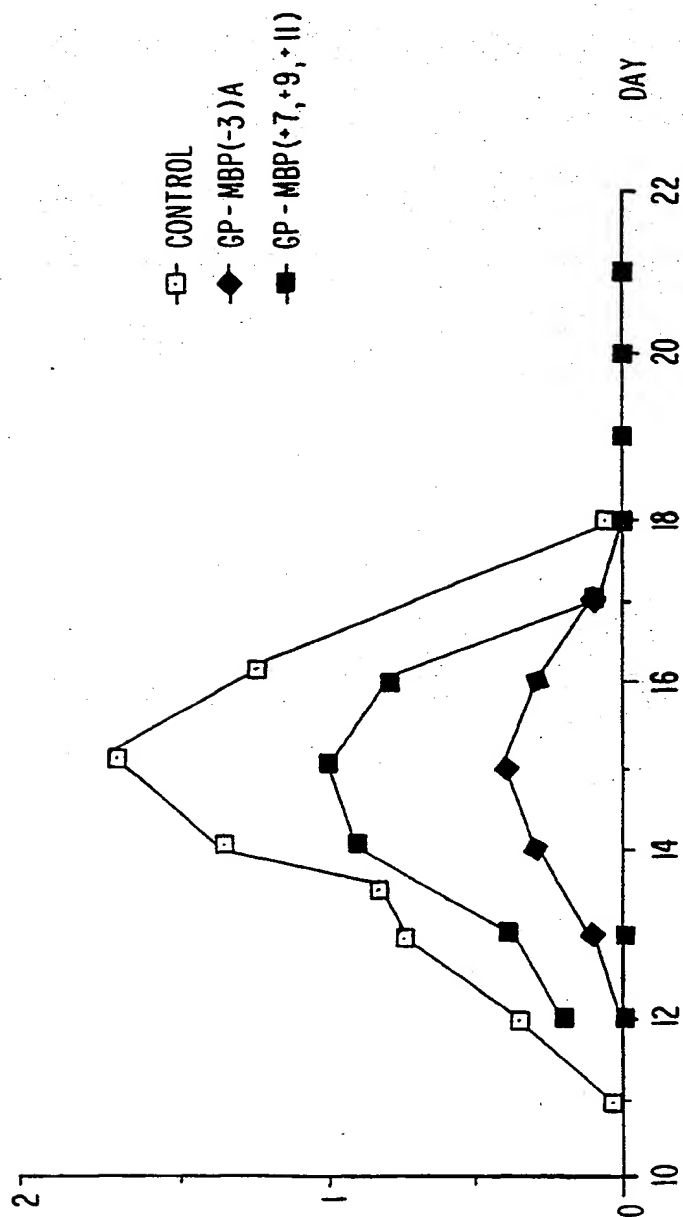 2
1
0
10
12
14
16
18
20
22
DAY
CONTROL
GP-MBP(-3)A
GP-MBP(+7,+9,+11)